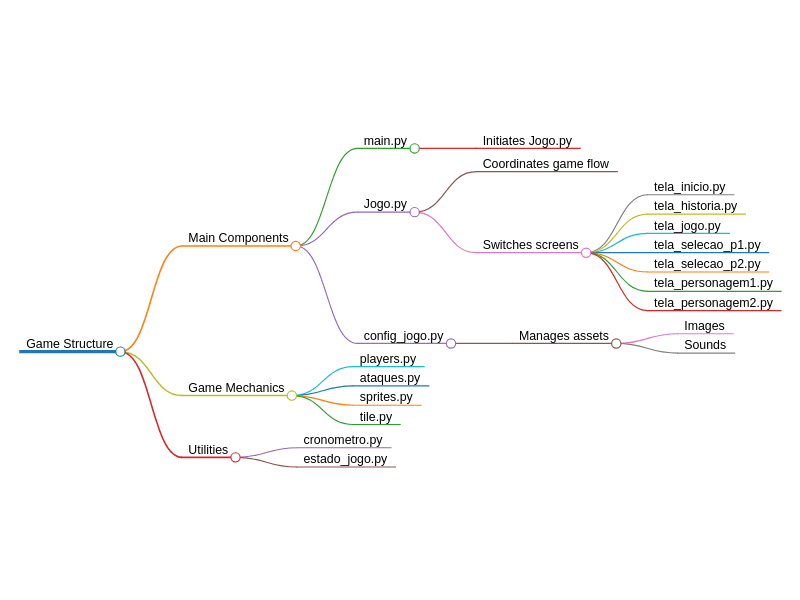 Game Structure
Main Components
main.py
Initiates Jogo.py
Jogo.py
Coordinates game flow
Switches screens
tela_inicio.py
tela_historia.py
tela_jogo.py
tela_selecao_p1.py
tela_selecao_p2.py
tela_personagem1.py
tela_personagem2.py
config_jogo.py
Manages assets
Images
Sounds
Game Mechanics
players.py
ataques.py
sprites.py
tile.py
Utilities
cronometro.py
estado_jogo.py